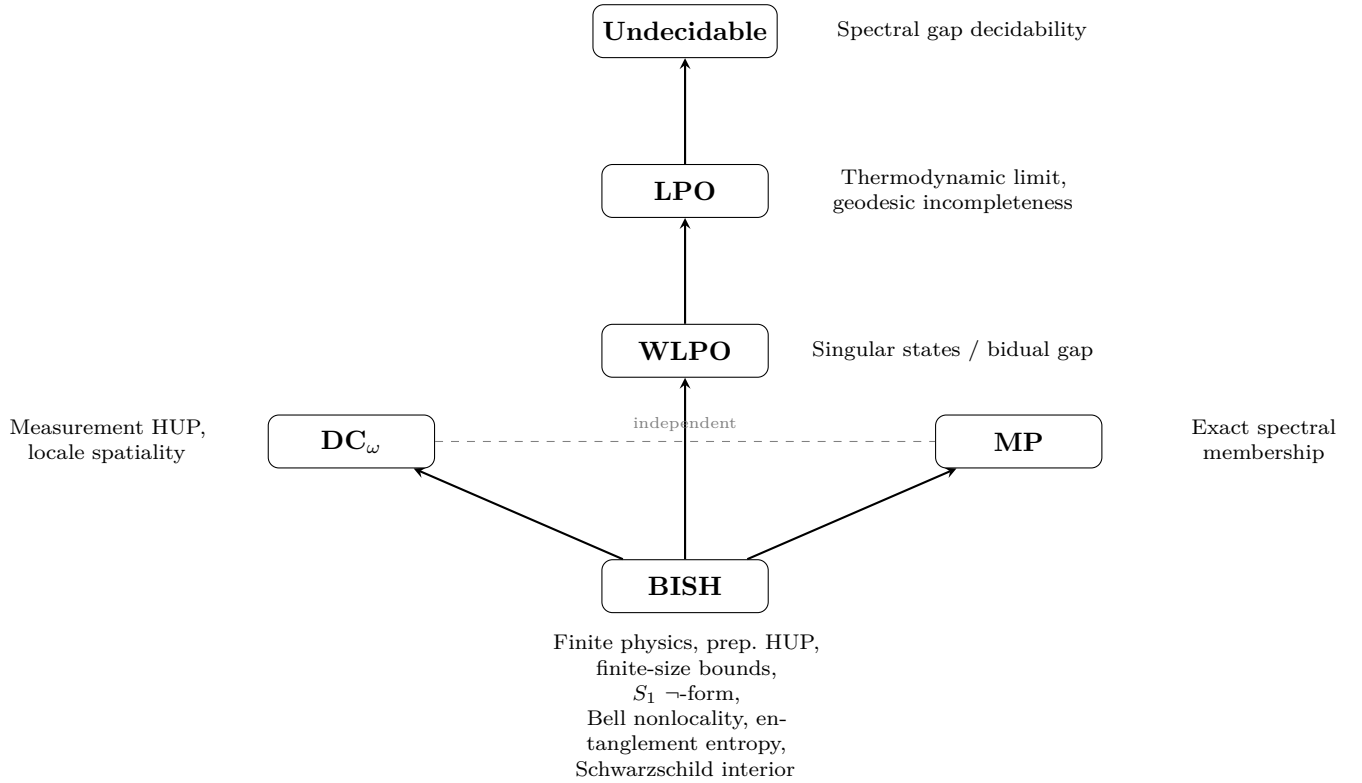 Undecidable
Spectral gap decidability
LPO
Thermodynamic limit,
geodesic incompleteness
WLPO
Singular states / bidual gap
Measurement HUP,
locale spatiality
DCω
independent
MP
Exact spectral
membership
BISH
Finite physics, prep. HUP,
finite-size bounds,
S₁ ¬-form,
Bell nonlocality, en-
tanglement entropy,
Schwarzschild interior